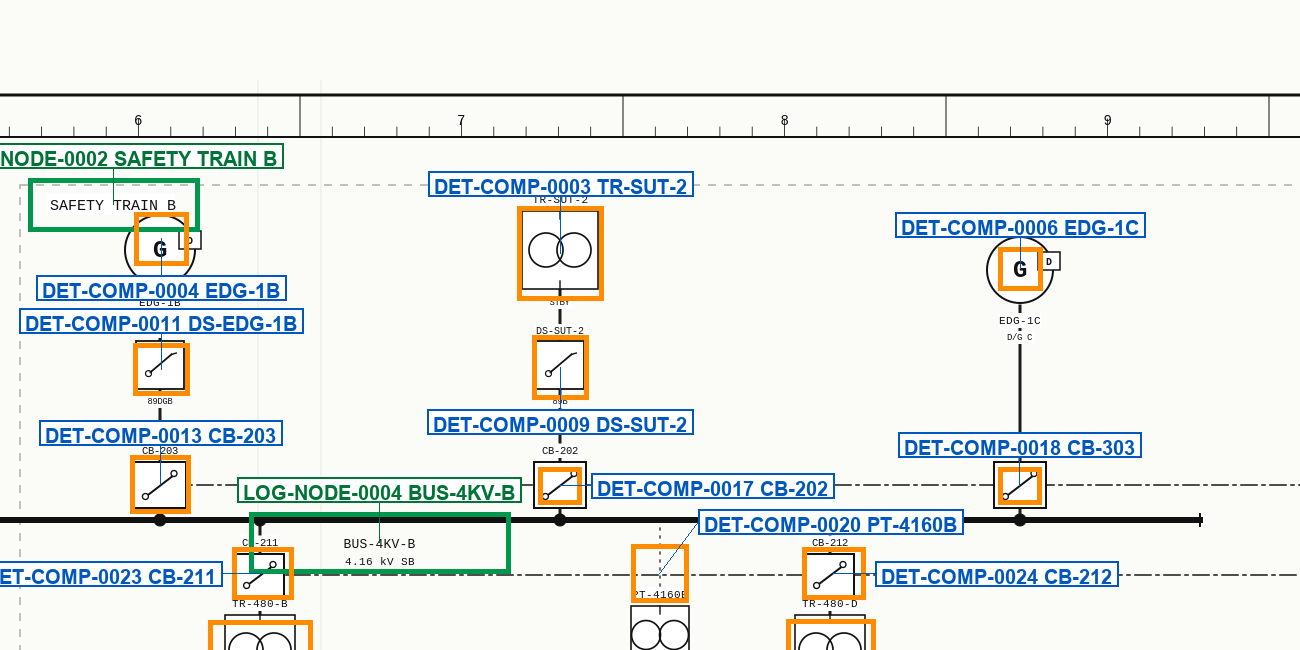 6 7 8 9
NODE-0002 SAFETY TRAIN B
DET-COMP-0003 TR-SUT-2
TR-SUT-2
SAFETY TRAIN B
DET-COMP-0006 EDG-1C
G
G D
DET-COMP-0004 EDG-1B
EDG-1B
STBY
DET-COMP-0011 DS-EDG-1B
EDG-1C
DS-SUT-2
D/G C
89DGB
89B
DET-COMP-0013 CB-203
DET-COMP-0009 DS-SUT-2
DET-COMP-0018 CB-303
CB-203
CB-202
LOG-NODE-0004 BUS-4KV-B
DET-COMP-0017 CB-202
DET-COMP-0020 PT-4160B
CB-211
BUS-4KV-B
CB-212
4.16 kV SB
ET-COMP-0023 CB-211
DET-COMP-0024 CB-212
PT-4160B
TR-480-B
TR-480-D